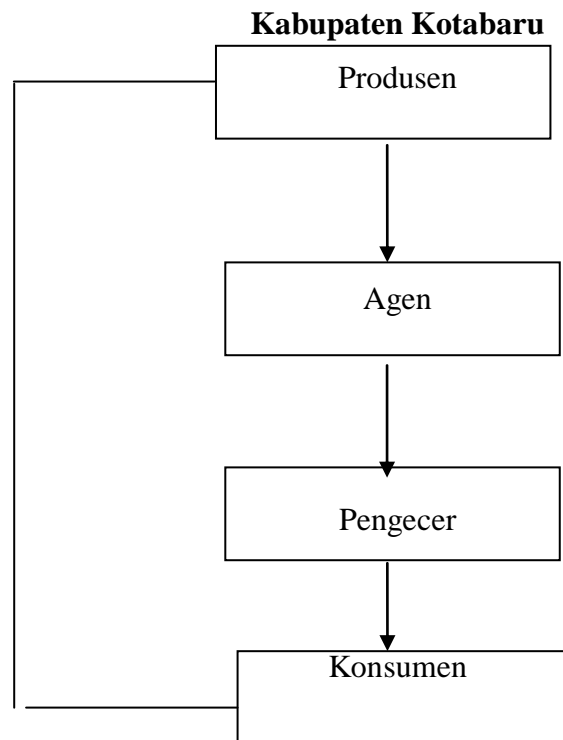 Kabupaten Kotabaru
Produsen
Agen
Pengecer
Konsumen